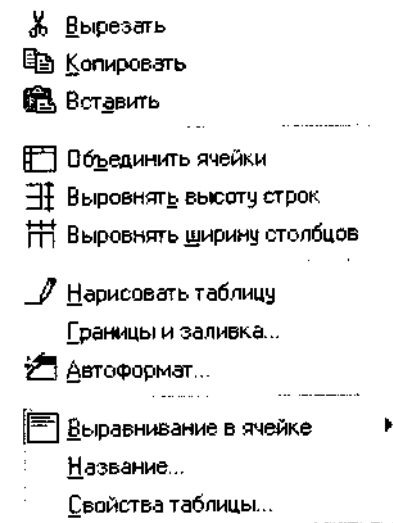 Вырезать
Копировать
Вставить
Объединить ячейки
Выровнять высоту строк
Выровнять ширину столбцов
Нарисовать таблицу
Границы и заливка...
Автоформат...
Выравнивание в ячейке
Название...
Свойства таблицы...